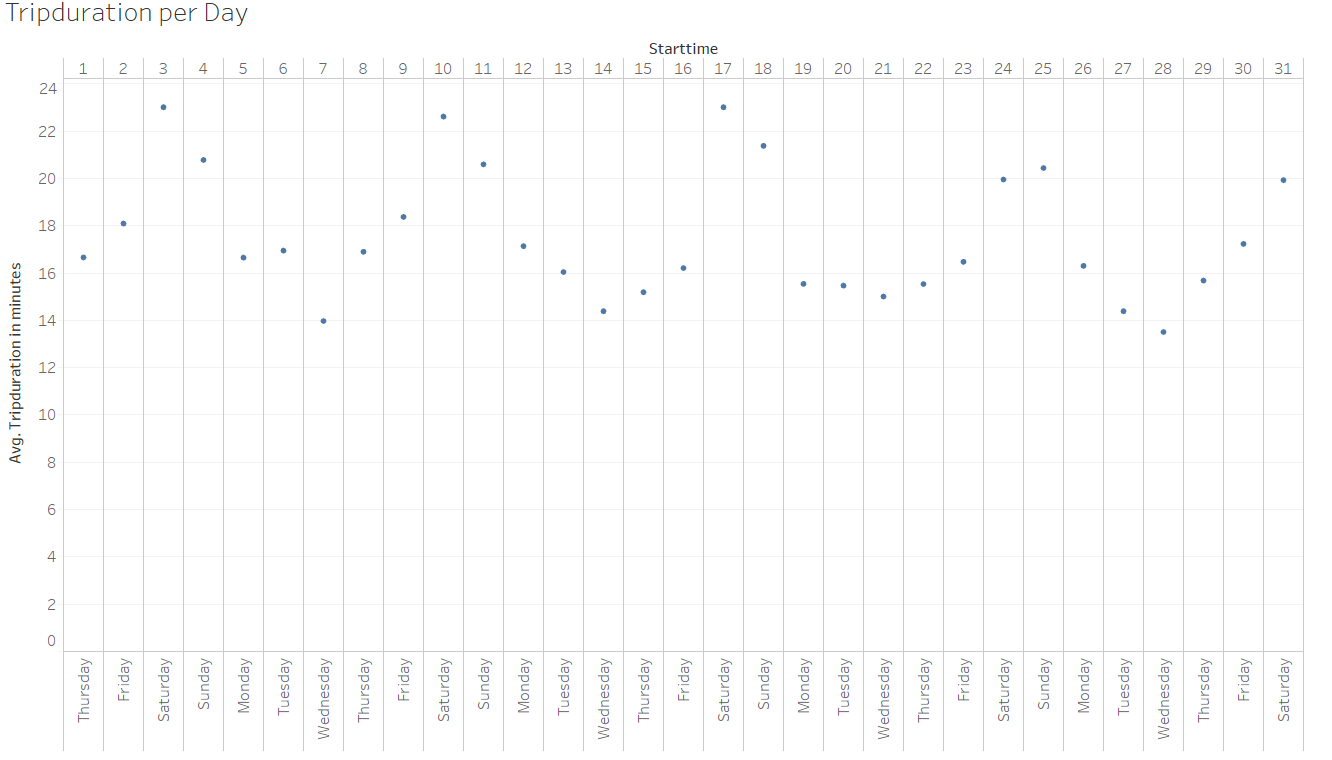 Tripduration per Day
Starttime
1 2 3 4 5 6 7 8 9 10 11 12 13 14 15 16 17 18 19 20 21 22 23 24 25 26 27 28 29 30 31
Avg. Tripduration in minutes
24
22
20
18
16
14
12
10
8
6
4
2
0
Thursday Friday Saturday Sunday Monday Tuesday Wednesday Thursday Friday Saturday Sunday Monday Tuesday Wednesday Thursday Friday Saturday Sunday Monday Tuesday Wednesday Thursday Friday Saturday Sunday Monday Tuesday Wednesday Thursday Friday Saturday